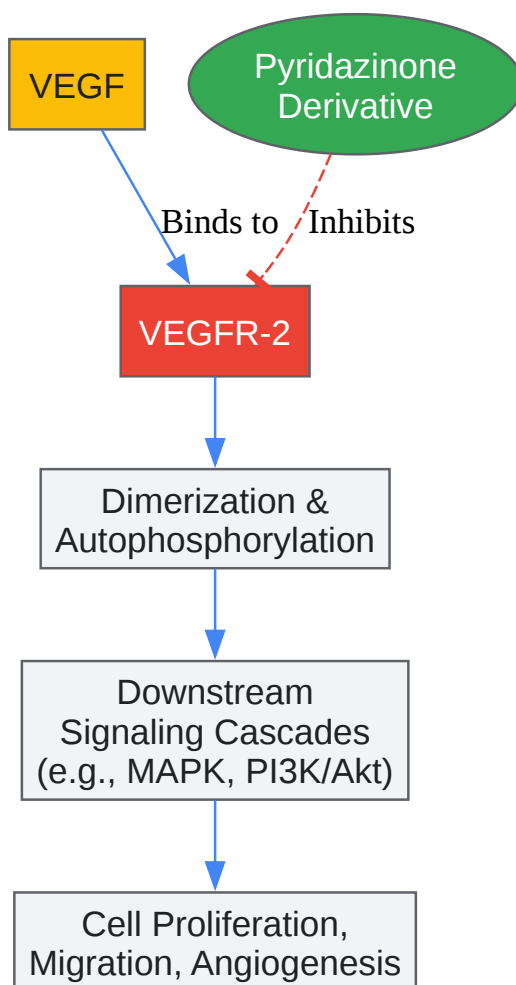 VEGF
Pyridazinone
Derivative
Binds to
Inhibits
VEGFR-2
Dimerization &
Autophosphorylation
Downstream
Signaling Cascades
(e.g., MAPK, PI3K/Akt)
Cell Proliferation,
Migration, Angiogenesis